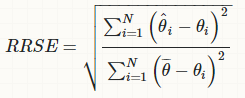 $RRSE = \sqrt{\frac{\sum_{i=1}^{N} \left( \hat{\theta}_i - \theta_i \right)^2}{\sum_{i=1}^{N} \left( \overline{\theta} - \theta_i \right)^2}}$